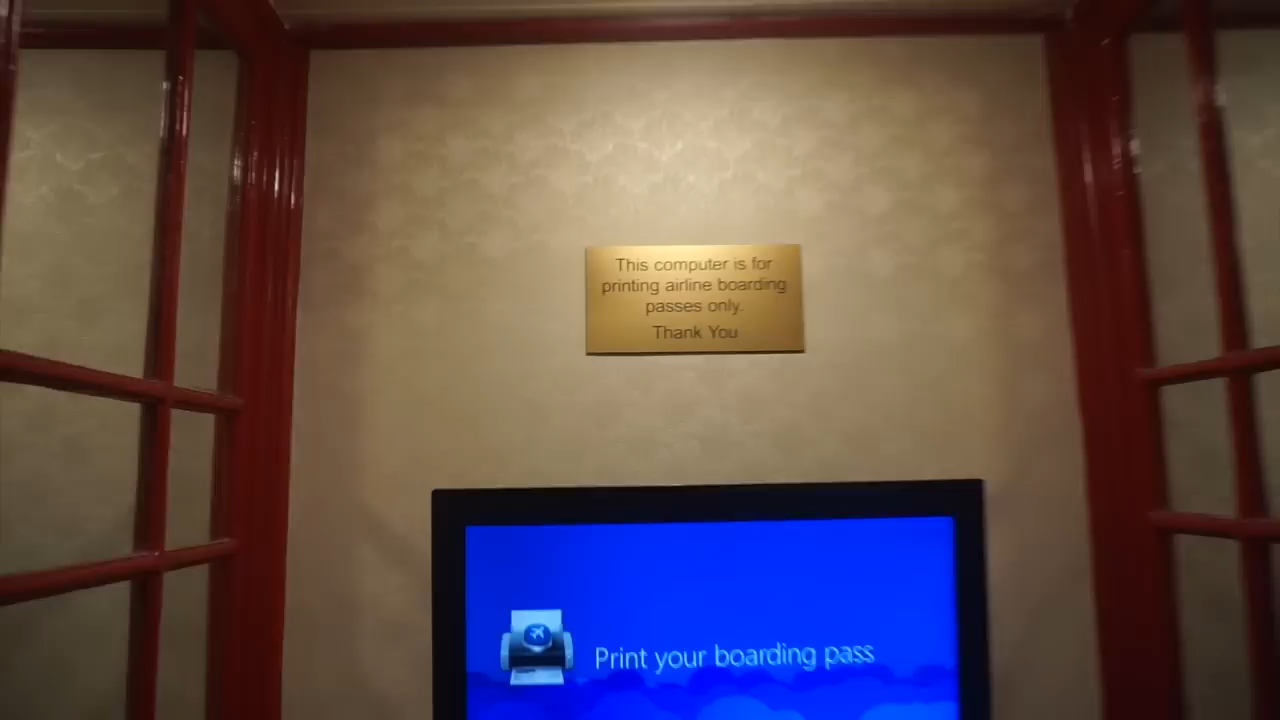 This computer is for
printing airline boarding
passes only.
Thank You
Print your boarding pass